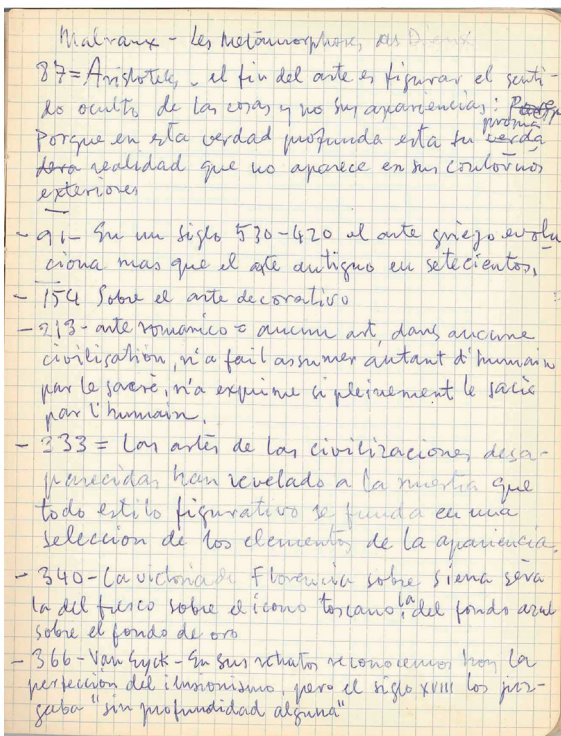 Malraux - Les Metamorphoses des Dieux
87= Aristoteles - el fin del arte es figurar el senti-
do oculto de las cosas y no sus apariencias:
Porque en esta verdad profunda esta su propia verda
dera realidad que no aparece en sus contornos
exteriores
- 91- En un siglo 530-420 el arte griego evolu
ciona mas que el arte antiguo en setecientos.
- 154 Sobre el arte decorativo
- 213- arte romanico = aucun art, dans aucune
civilisation, n'a fait assumer autant d'humain
par le sacré, n'a exprime si pleinement le sacré
par l'humain.
- 333= Las artes de las civilizaciones desa-
parecidas han revelado a la nuestra que
todo estilo figurativo se funda en una
seleccion de los elementos de la apariencia.
- 340- La victoria de Florencia sobre Siena será
la del fresco sobre el icono toscano: la del fondo azul
sobre el fondo de oro
- 366- Van Eyck - En sus retratos reconocemos hoy la
perfeccion del ilusionismo, pero el siglo XVIII los juz-
gaba "sin profundidad alguna"